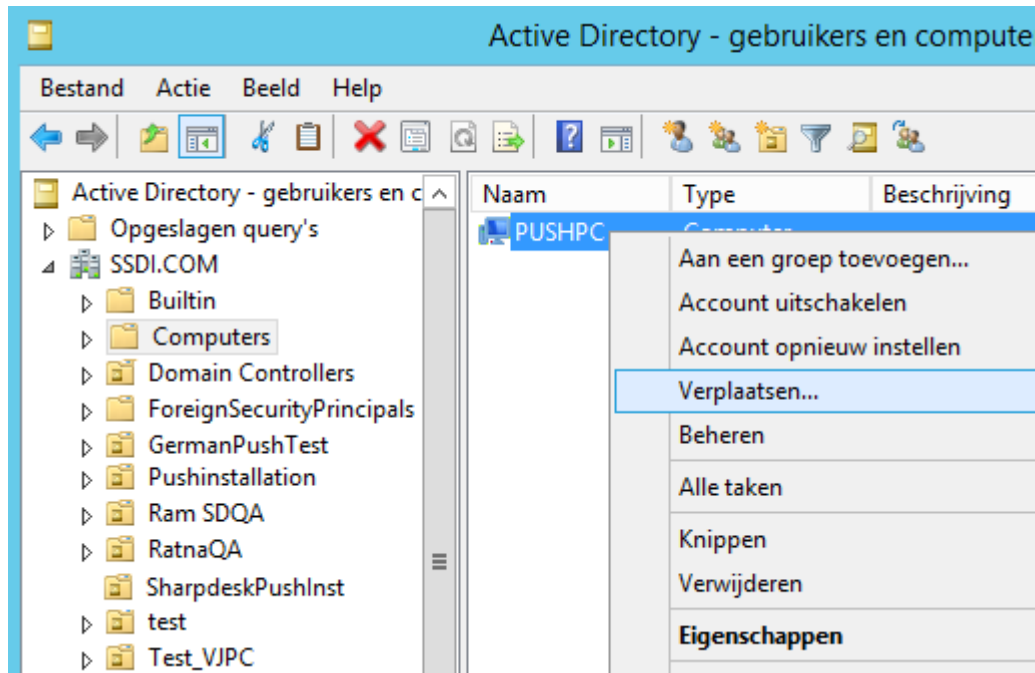 Active Directory - gebruikers en compute
Bestand Actie Beeld Help
Active Directory - gebruikers en c
Opgeslagen query's
SSDI.COM
Builtin
Computers
Domain Controllers
ForeignSecurityPrincipals
GermanPushTest
Pushinstallation
Ram SDQA
RatnaQA
SharpdeskPushInst
test
Test_VJPC
Naam Type Beschrijving
PUSHPC Computer
Aan een groep toevoegen...
Account uitschakelen
Account opnieuw instellen
Verplaatsen...
Beheren
Alle taken
Knippen
Verwijderen
Eigenschappen